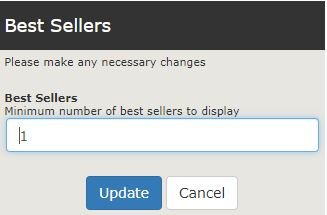 Best Sellers
Please make any necessary changes
Best Sellers
Minimum number of best sellers to display
1
Update Cancel